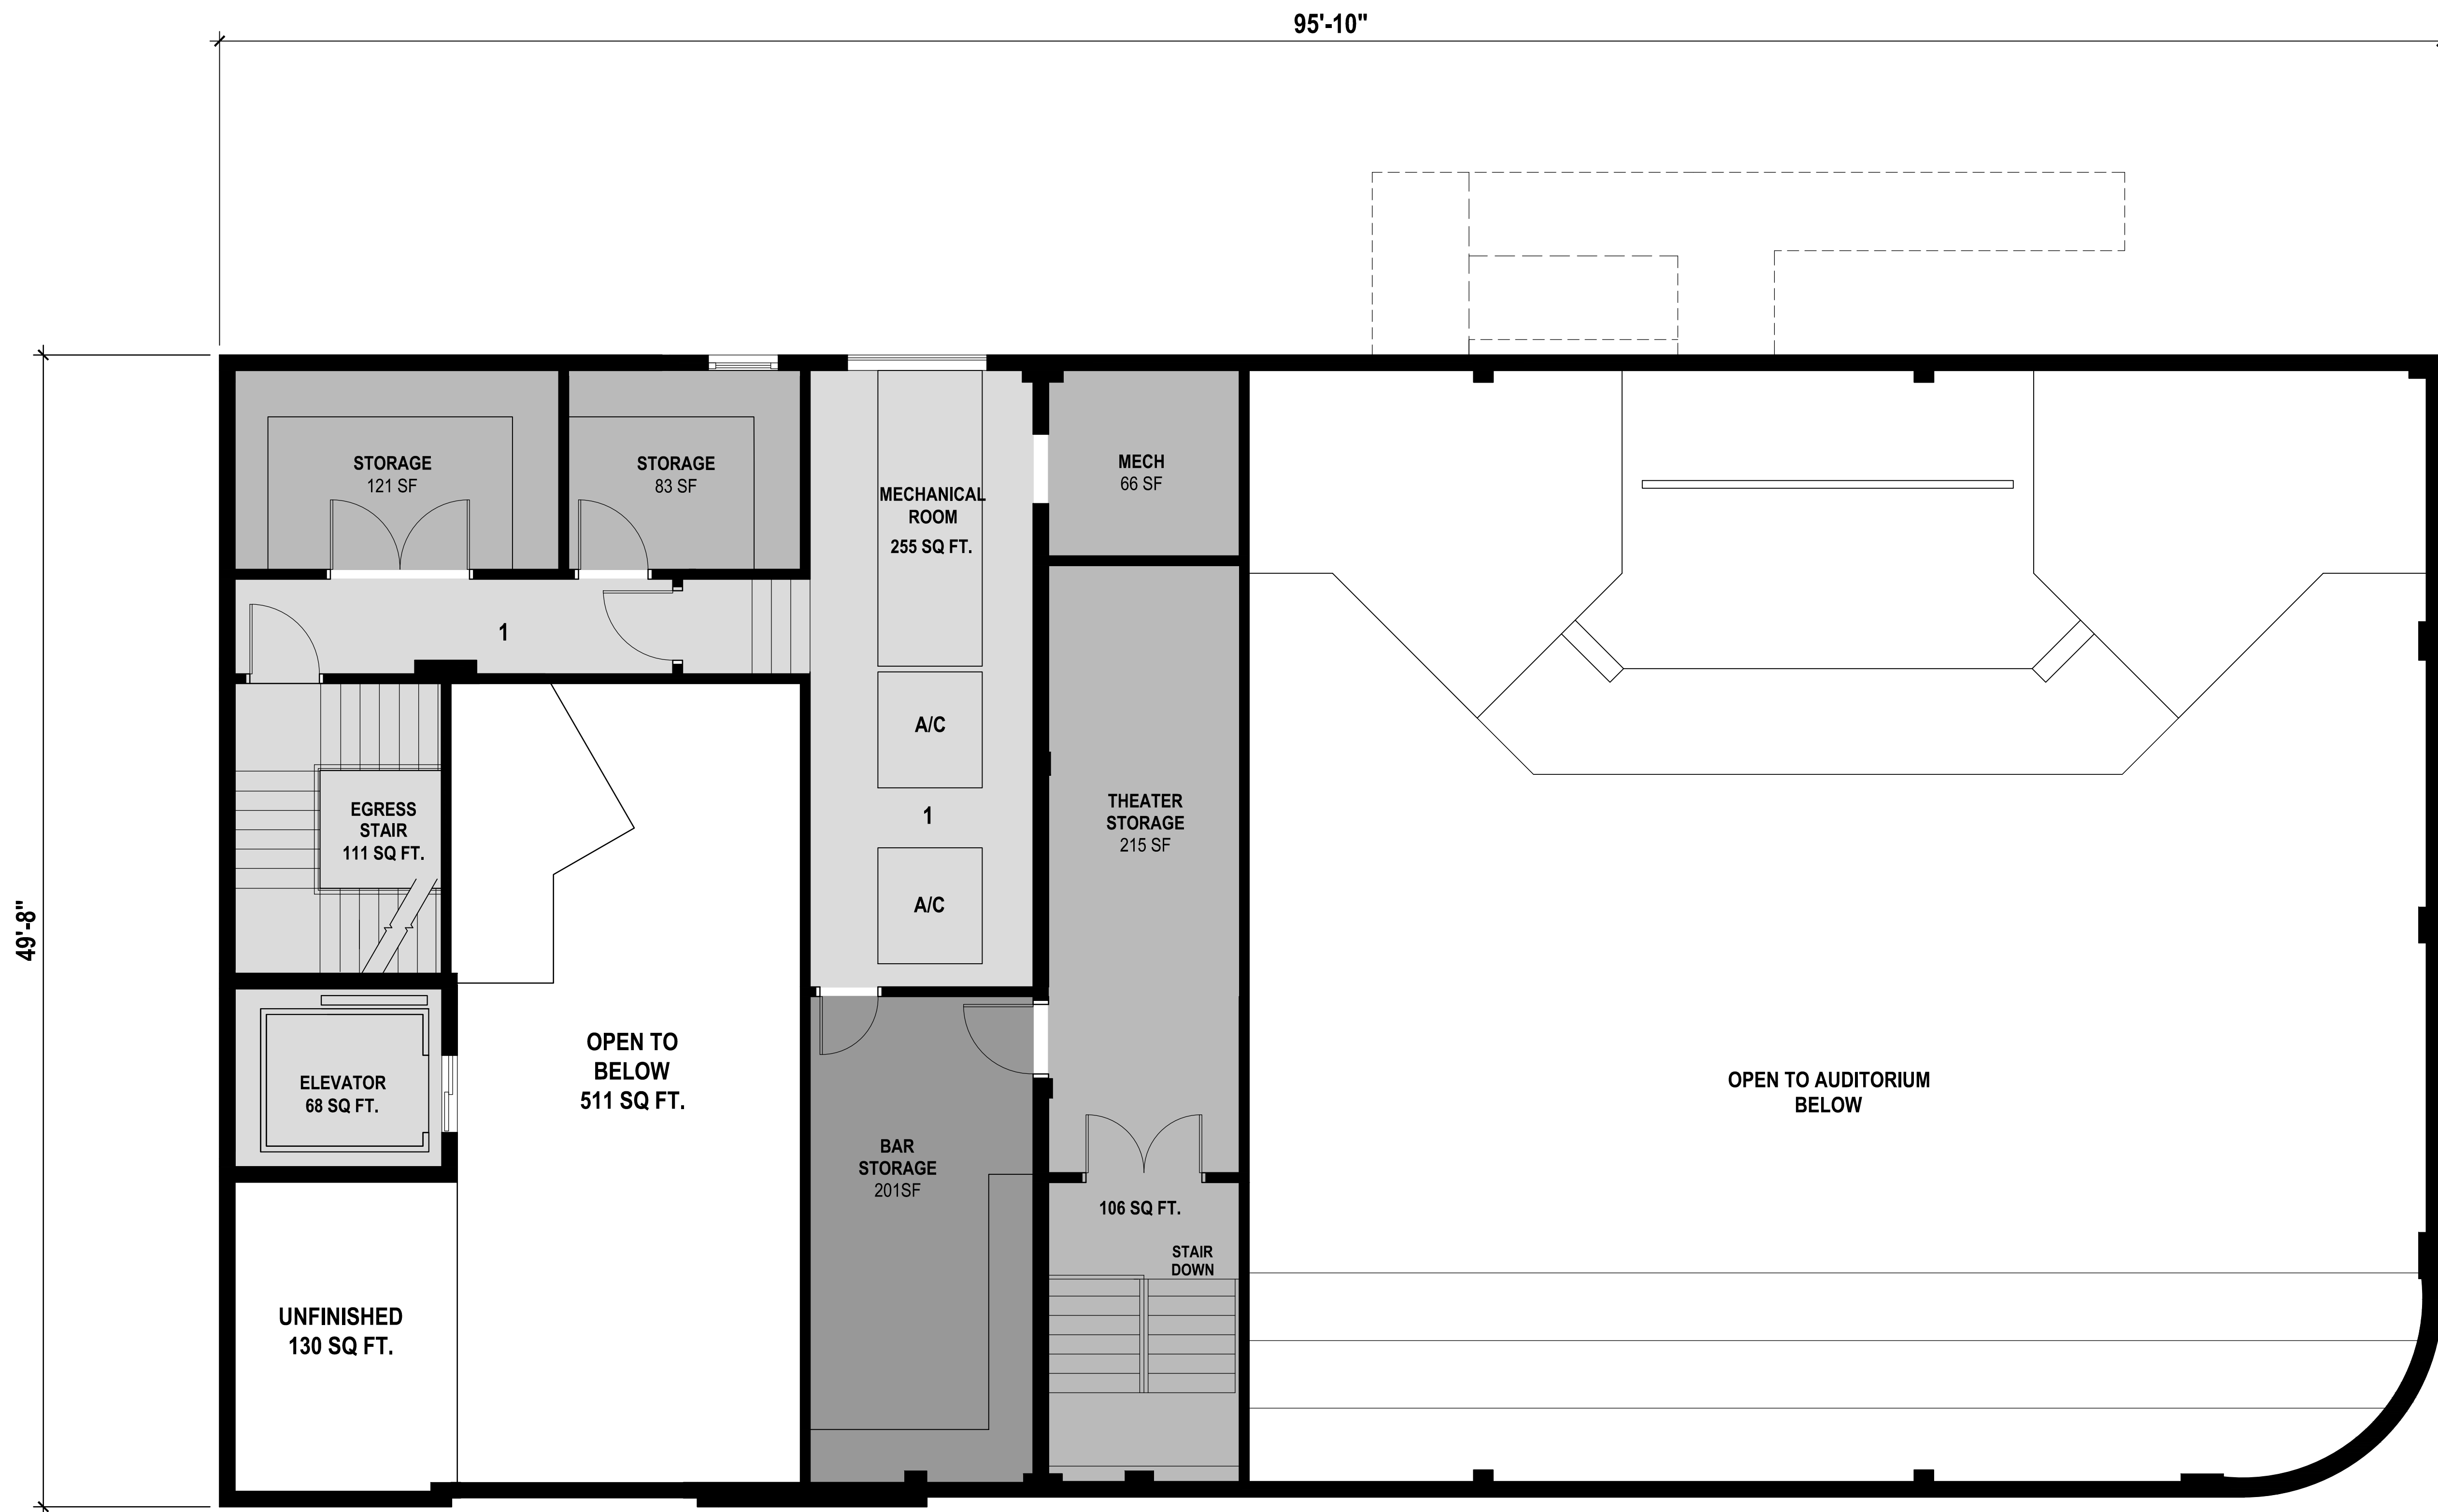 95'-10"
49'-8"
STORAGE
121 SF
STORAGE
83 SF
MECHANICAL
ROOM
255 SQ FT.
MECH
66 SF
1
A/C
1
A/C
EGRESS
STAIR
111 SQ FT.
THEATER
STORAGE
215 SF
OPEN TO
BELOW
511 SQ FT.
ELEVATOR
68 SQ FT.
OPEN TO AUDITORIUM
BELOW
BAR
STORAGE
201SF
106 SQ FT.
STAIR
DOWN
UNFINISHED
130 SQ FT.